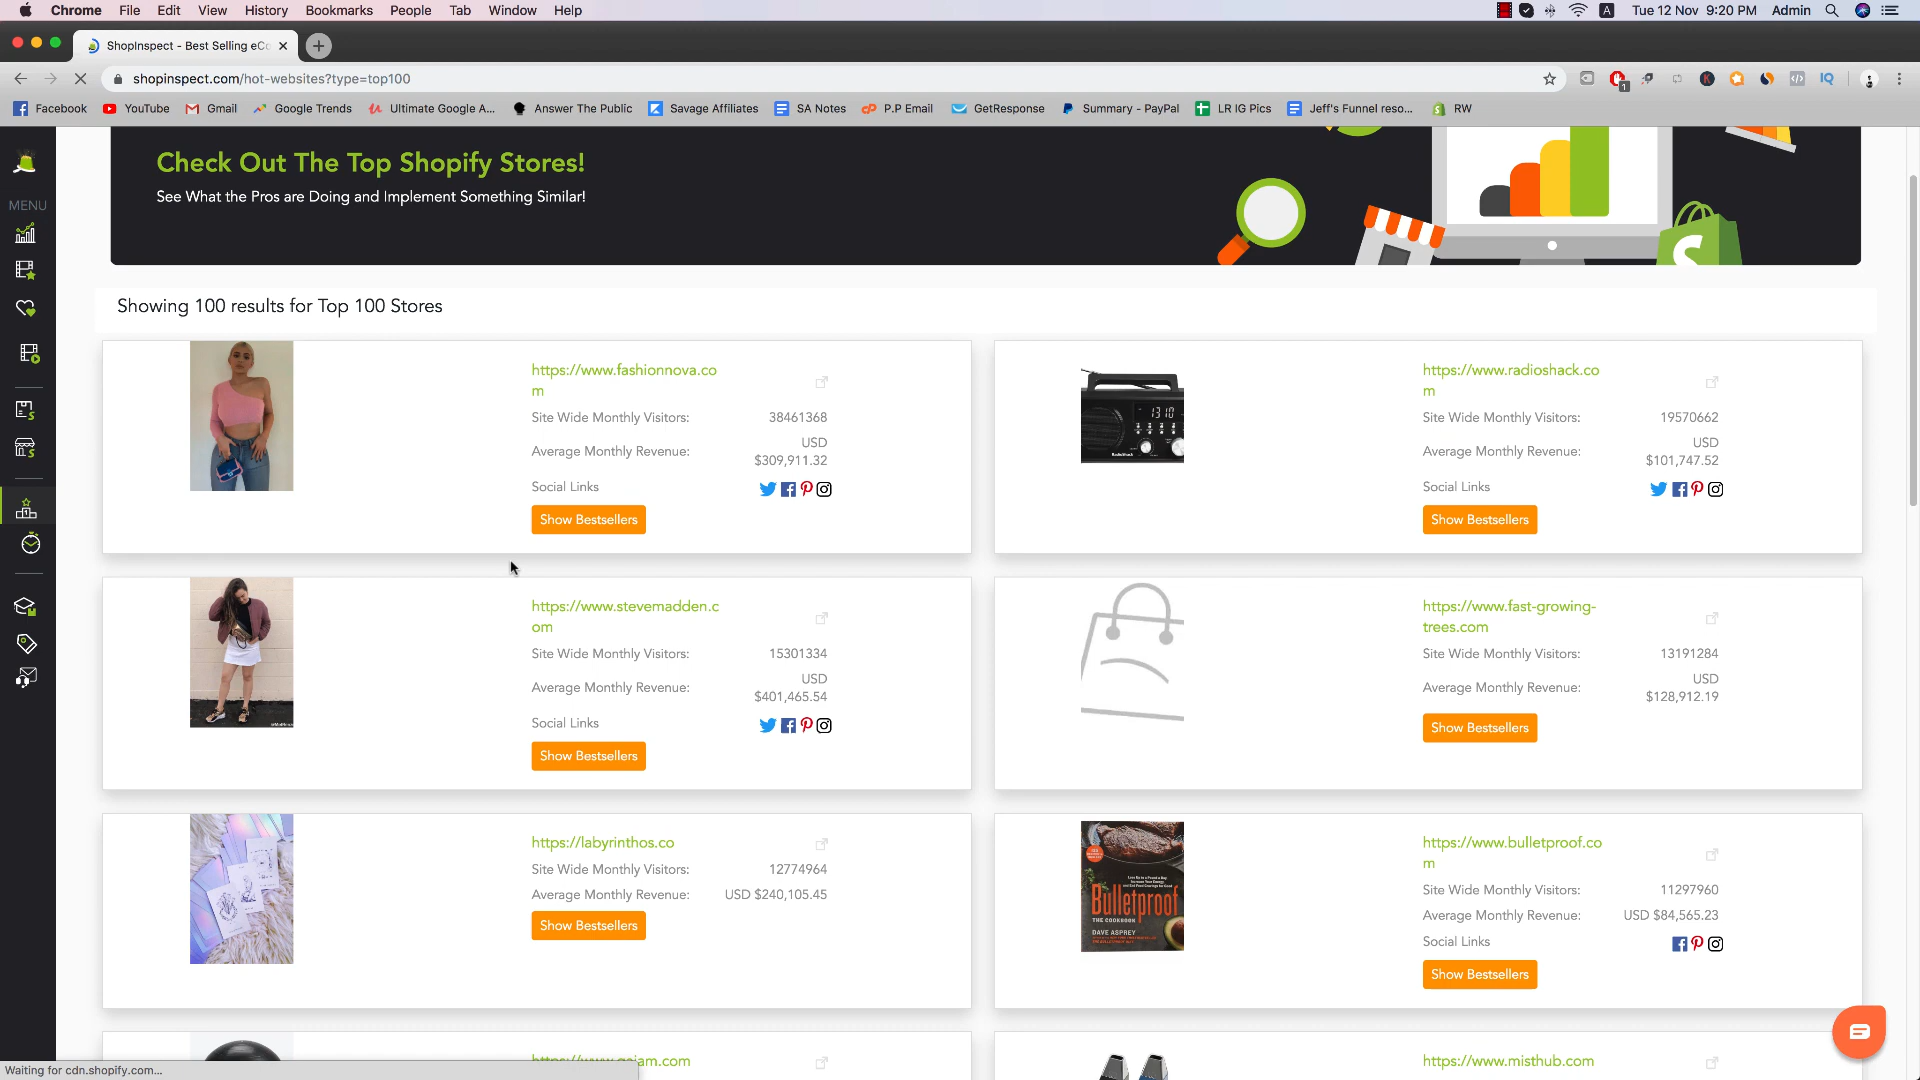 Chrome File Edit View History Bookmarks People Tab Window Help A Tue 12 Nov 9:20 PM Admin
ShopInspect - Best Selling eCo
shopinspect.com/hot-websites?type=top100
Facebook YouTube Gmail Google Trends Ultimate Google A... Answer The Public Savage Affiliates SA Notes P.P Email GetResponse Summary - PayPal LR IG Pics Jeff's Funnel reso... RW
Check Out The Top Shopify Stores!
See What the Pros are Doing and Implement Something Similar!
MENU
Showing 100 results for Top 100 Stores
https://www.fashionnova.co
m
Site Wide Monthly Visitors: 38461368
Average Monthly Revenue: USD
$309,911.32
Social Links
Show Bestsellers
1310
RadioShack
https://www.radioshack.co
m
Site Wide Monthly Visitors: 19570662
Average Monthly Revenue: USD
$101,747.52
Social Links
Show Bestsellers
https://www.stevemadden.c
om
Site Wide Monthly Visitors: 15301334
Average Monthly Revenue: USD
$401,465.54
Social Links
Show Bestsellers
https://www.fast-growing-
trees.com
Site Wide Monthly Visitors: 13191284
Average Monthly Revenue: USD
$128,912.19
Show Bestsellers
https://labyrinthos.co
Site Wide Monthly Visitors: 12774964
Average Monthly Revenue: USD $240,105.45
Show Bestsellers
Bulletproof
THE COOKBOOK
DAVE ASPREY
https://www.bulletproof.co
m
Site Wide Monthly Visitors: 11297960
Average Monthly Revenue: USD $84,565.23
Social Links
Show Bestsellers
https://www.gaiam.com
https://www.misthub.com
Waiting for cdn.shopify.com...